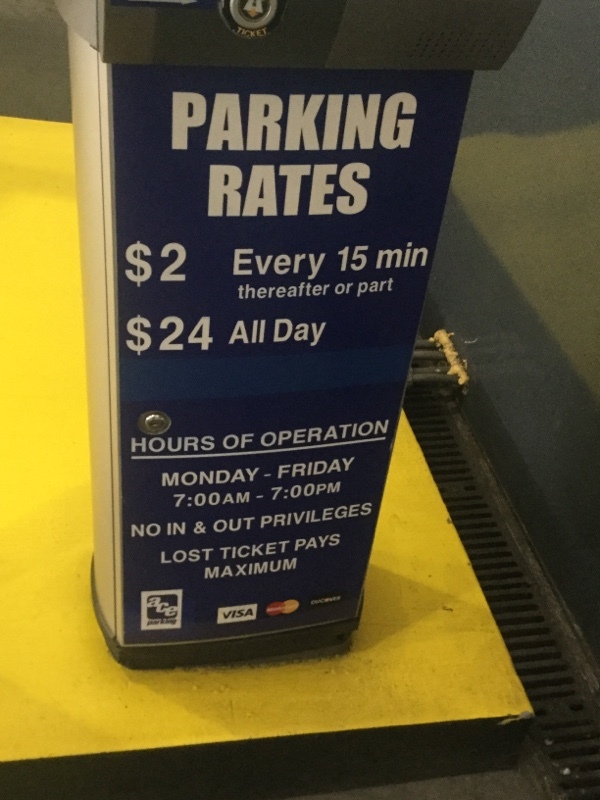 TICKET
PARKING
RATES
$2 Every 15 min
thereafter or part
$24 All Day
HOURS OF OPERATION
MONDAY - FRIDAY
7:00AM - 7:00PM
NO IN & OUT PRIVILEGES
LOST TICKET PAYS
MAXIMUM
ace
parking
VISA
DISCOVER